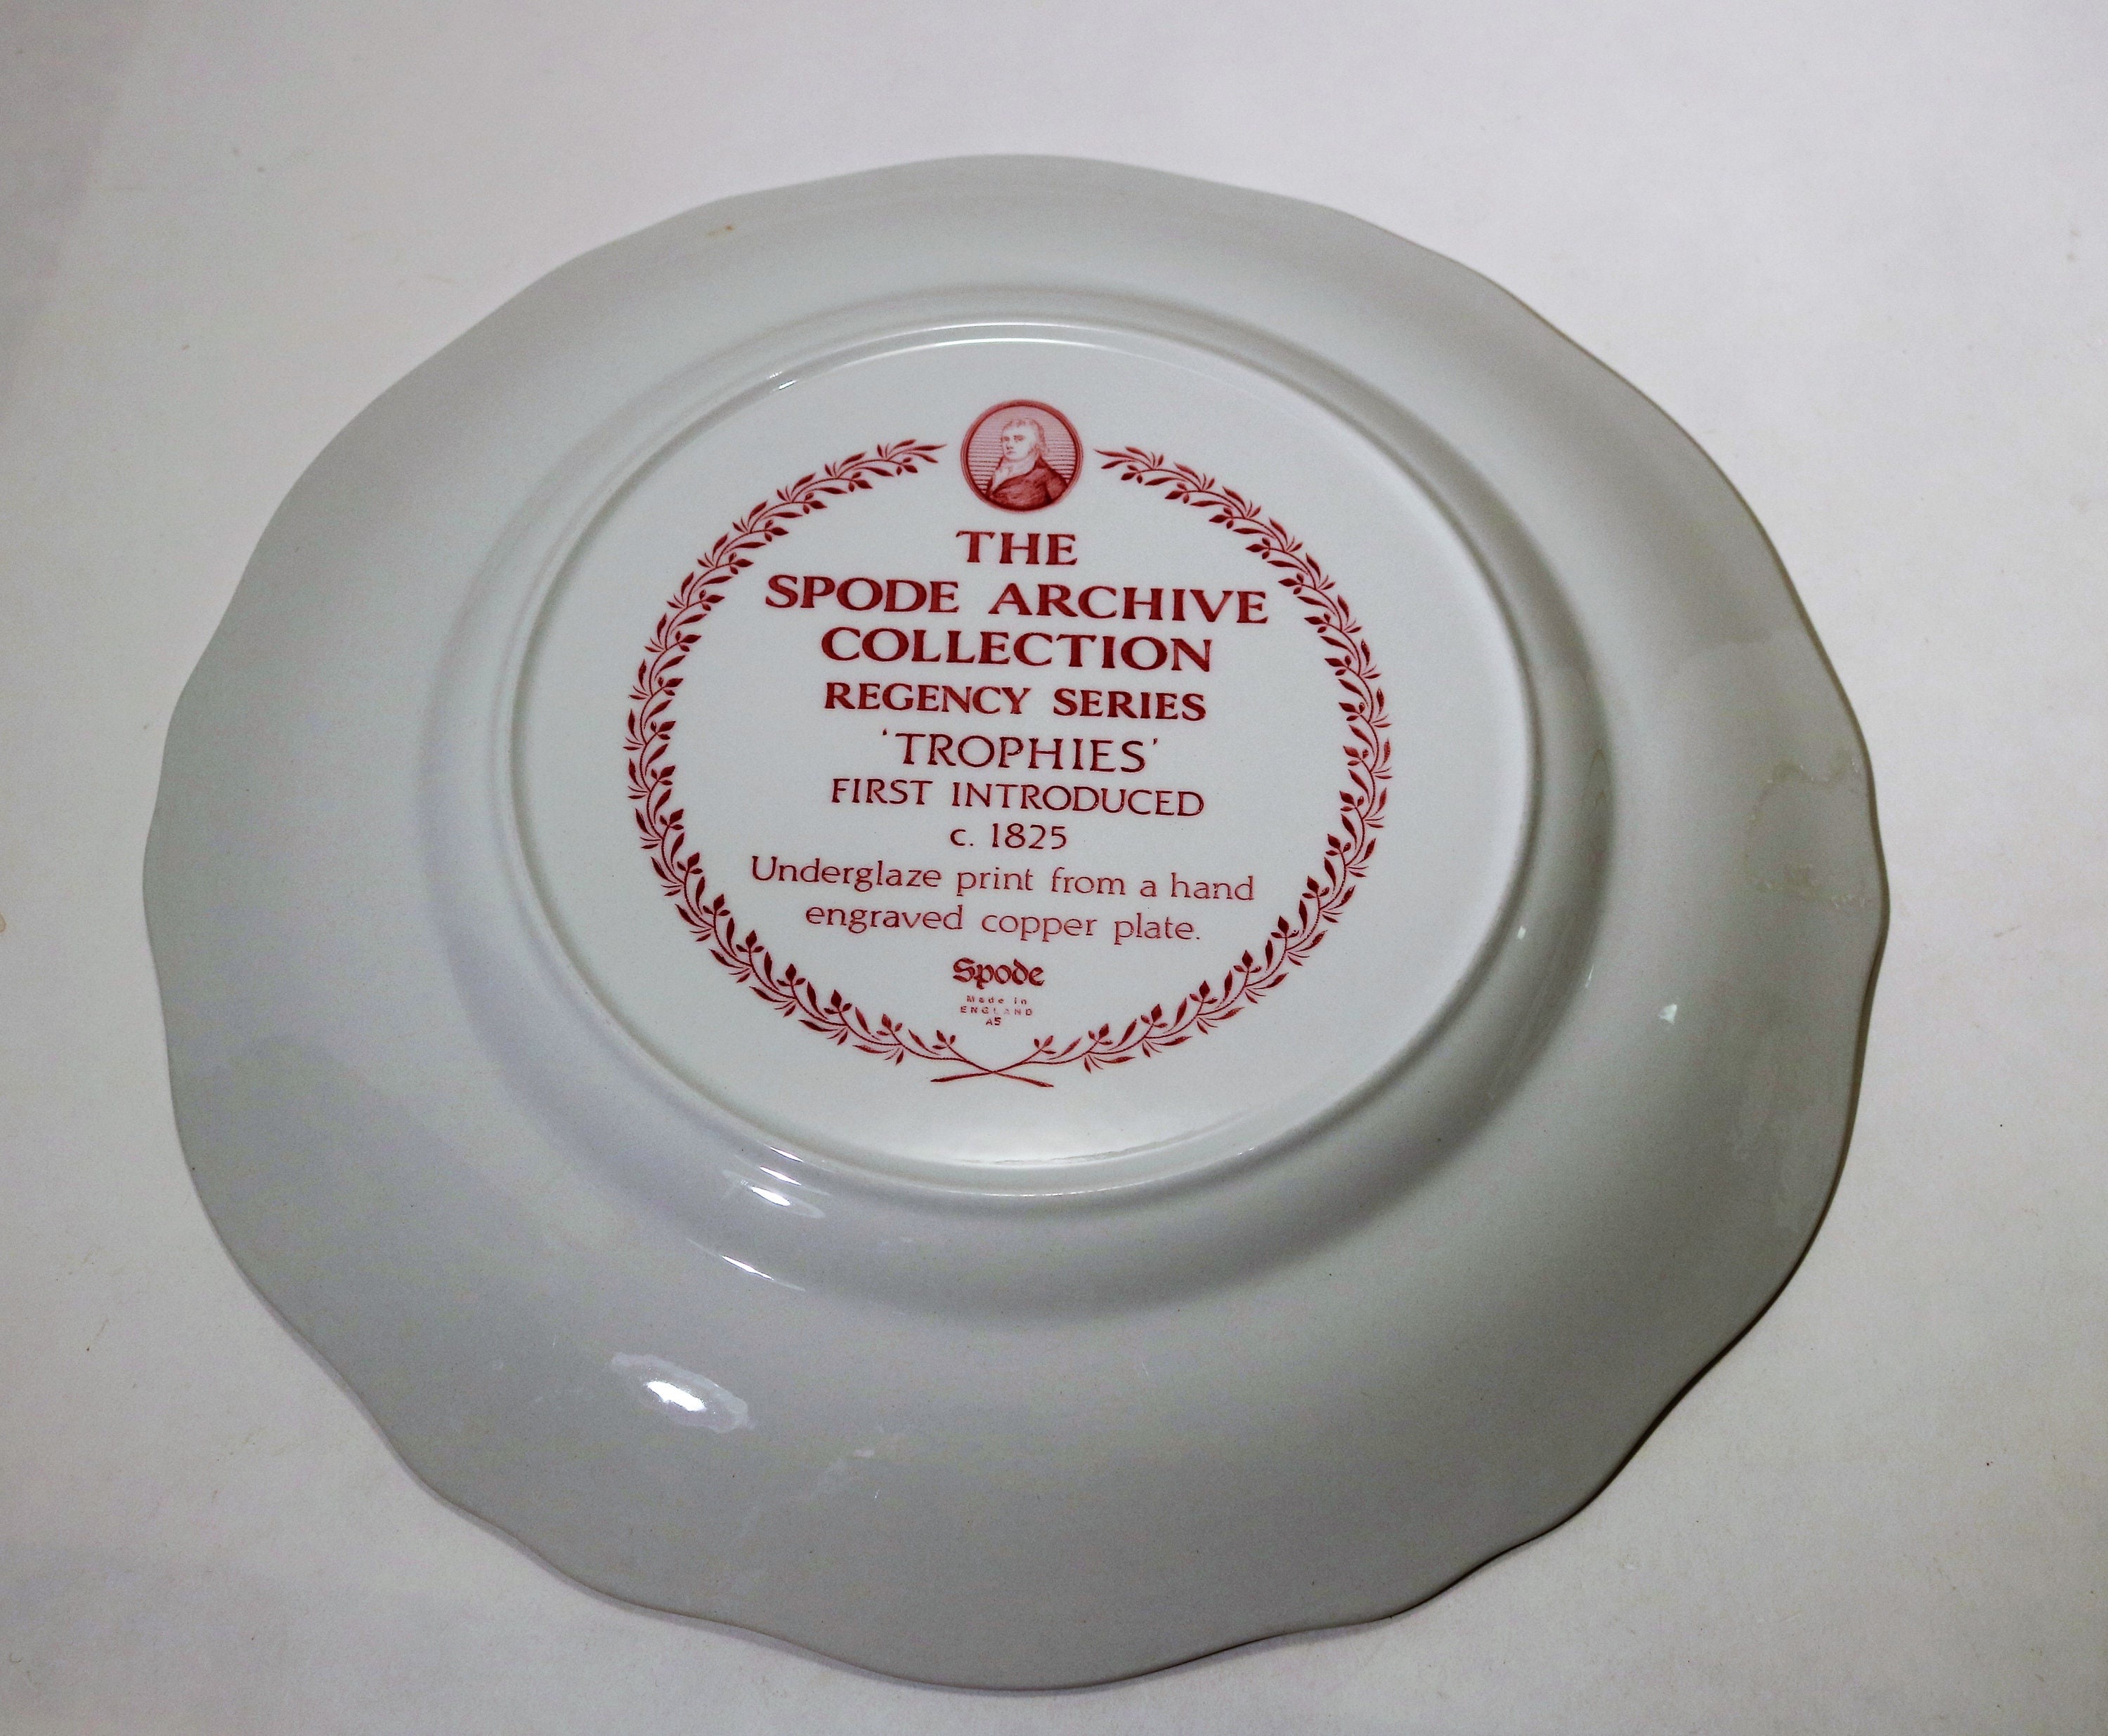 THE
SPODE ARCHIVE
COLLECTION
REGENCY SERIES
'TROPHIES'
FIRST INTRODUCED
c. 1825
Underglaze print from a hand
engraved copper plate.
Spode
Made in
ENGLAND
A5